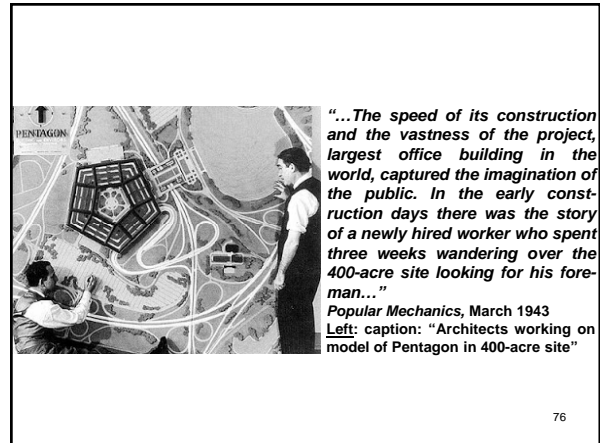 PENTAGON
“…The speed of its construction
and the vastness of the project,
largest office building in the
world, captured the imagination of
the public. In the early const-
ruction days there was the story
of a newly hired worker who spent
three weeks wandering over the
400-acre site looking for his fore-
man…”
Popular Mechanics, March 1943
Left: caption: “Architects working on
model of Pentagon in 400-acre site”
76